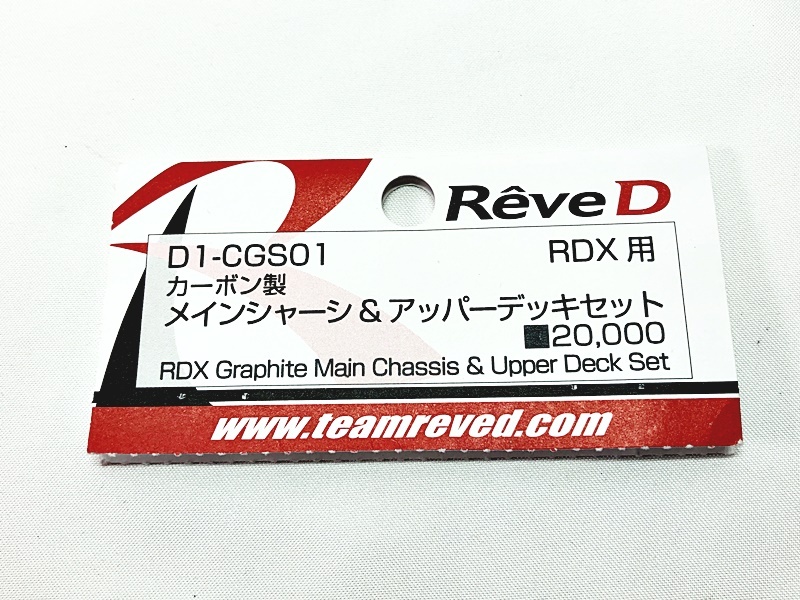 Rêve D
D1-CGS01 RDX 用
カーボン製
メインシャーシ & アッパーデッキセット
■20,000
RDX Graphite Main Chassis & Upper Deck Set
www.teamreved.com